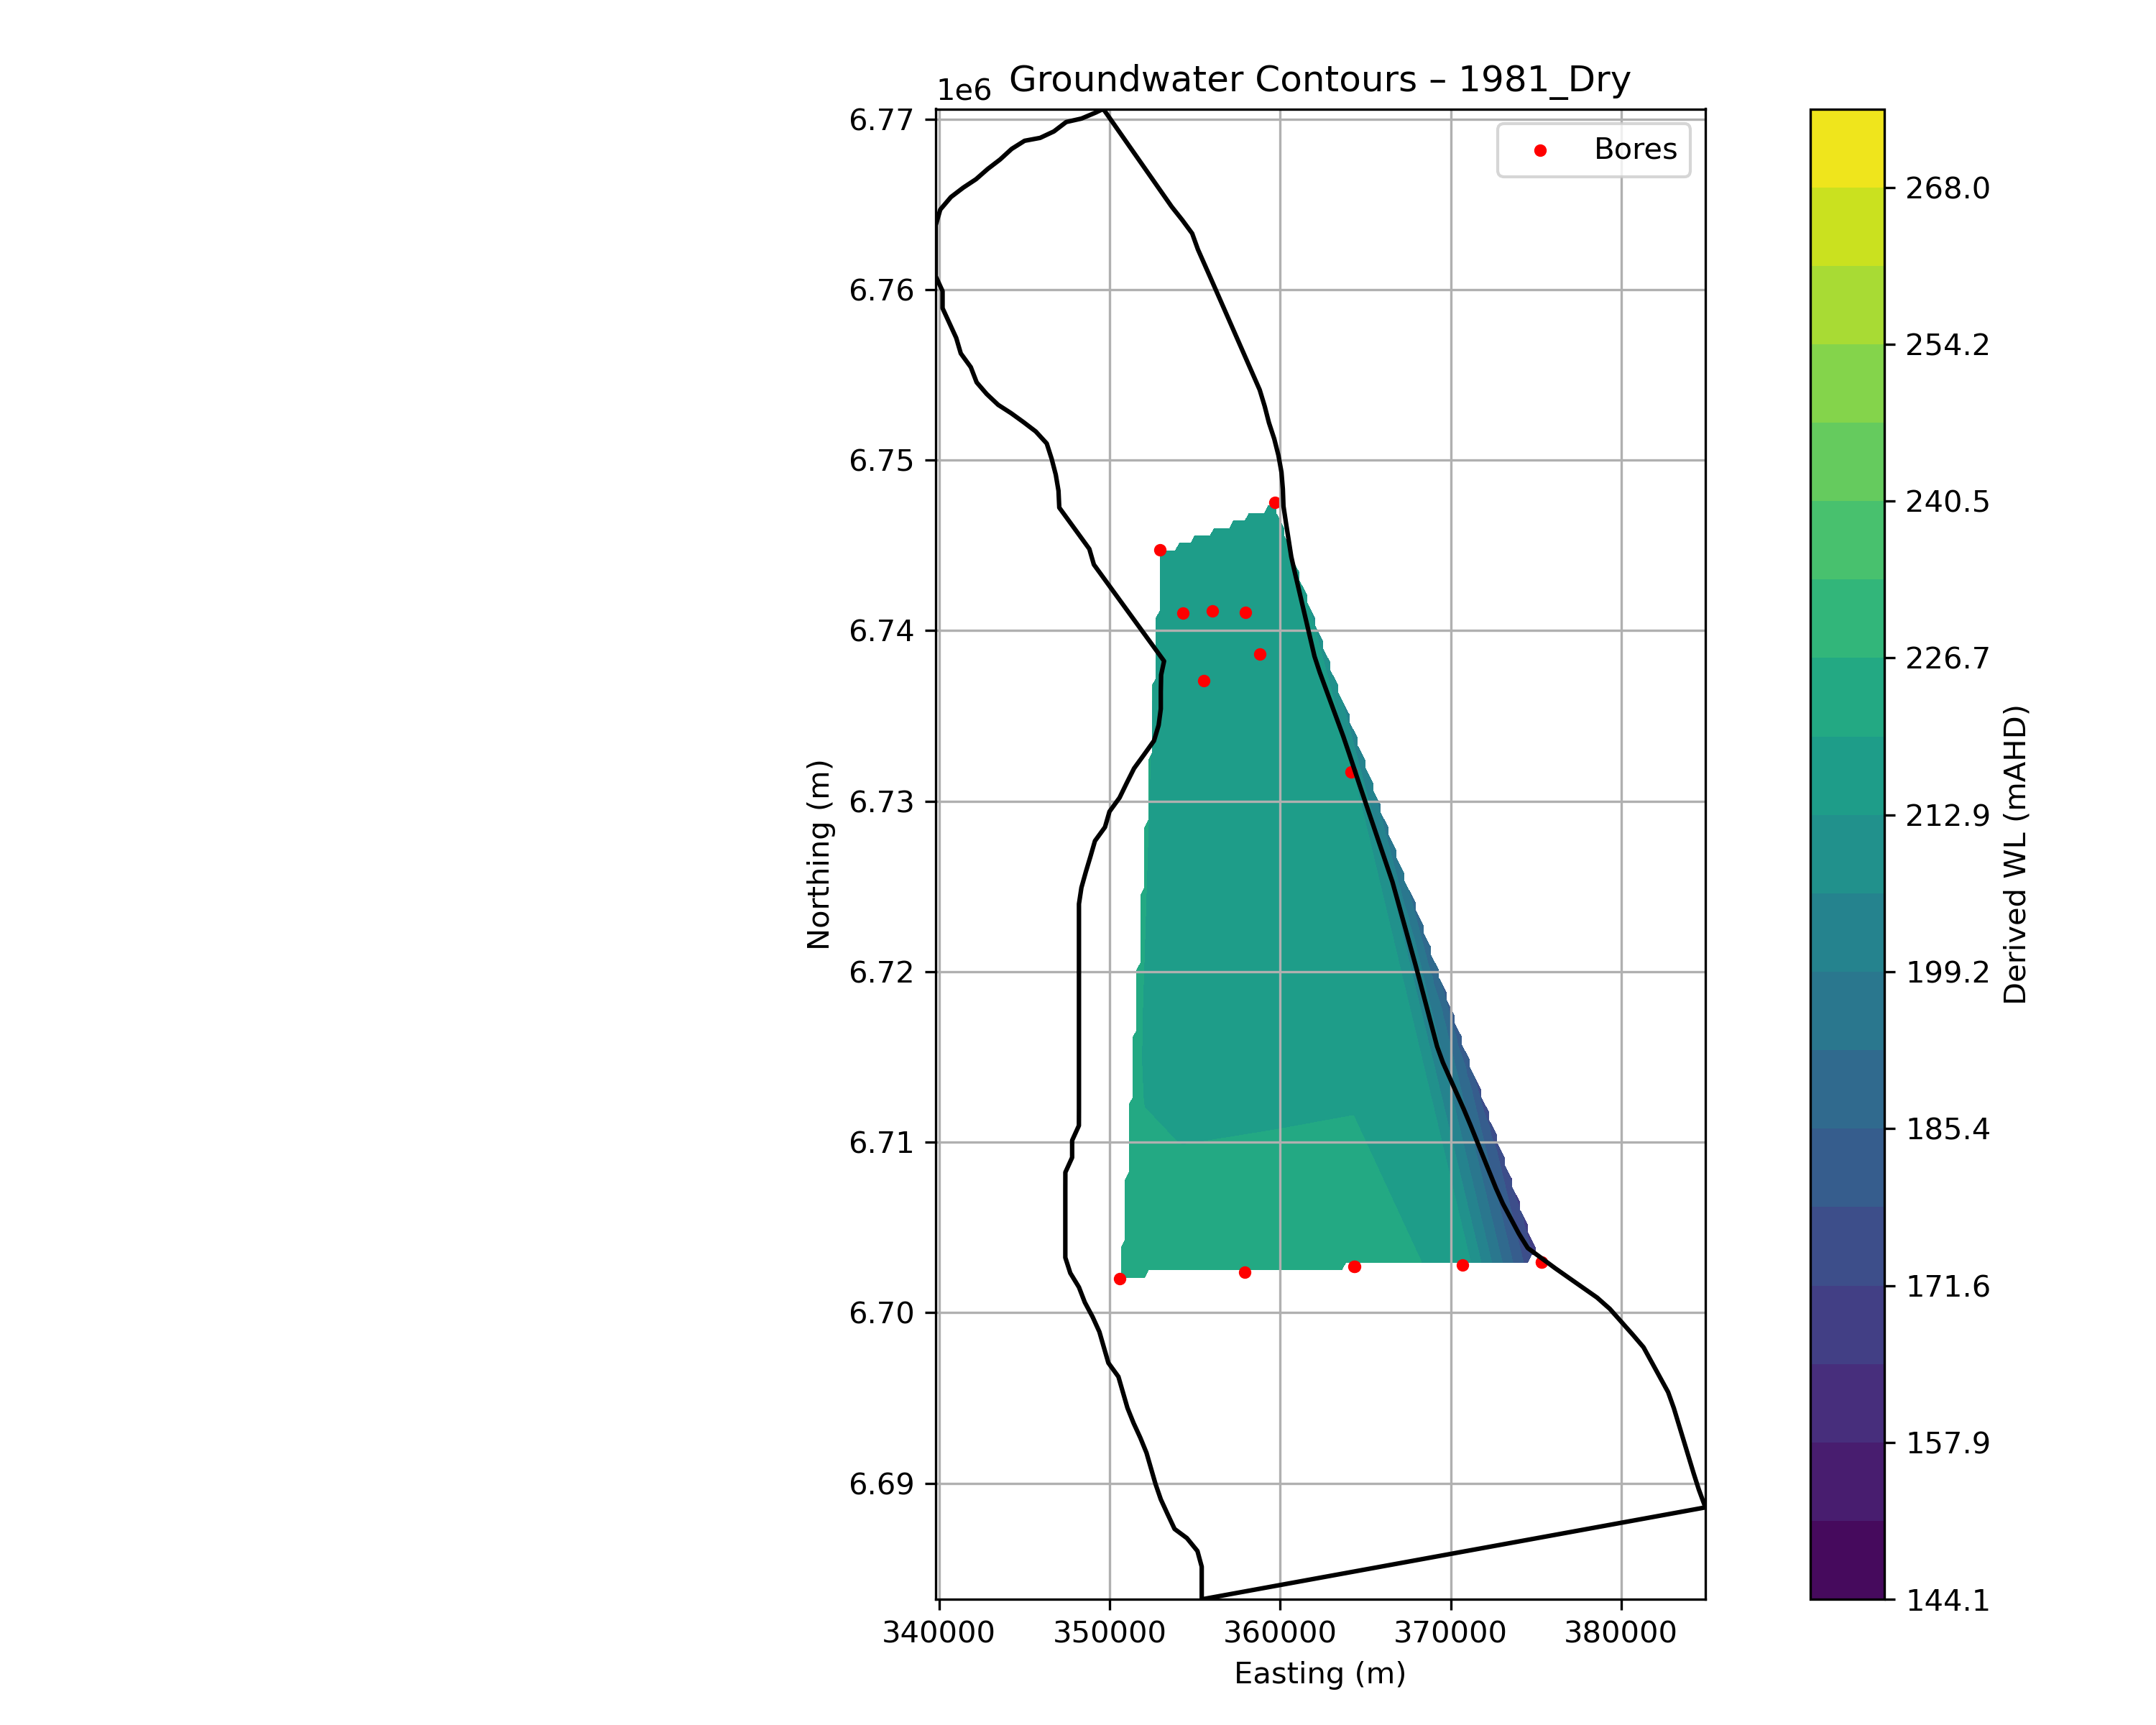 Groundwater Contours – 1981_Dry
1e6
Bores
6.77
6.76
6.75
6.74
6.73
6.72
6.71
6.70
6.69
Northing (m)
340000 350000 360000 370000 380000
Easting (m)
268.0
254.2
240.5
226.7
212.9
199.2
185.4
171.6
157.9
144.1
Derived WL (mAHD)